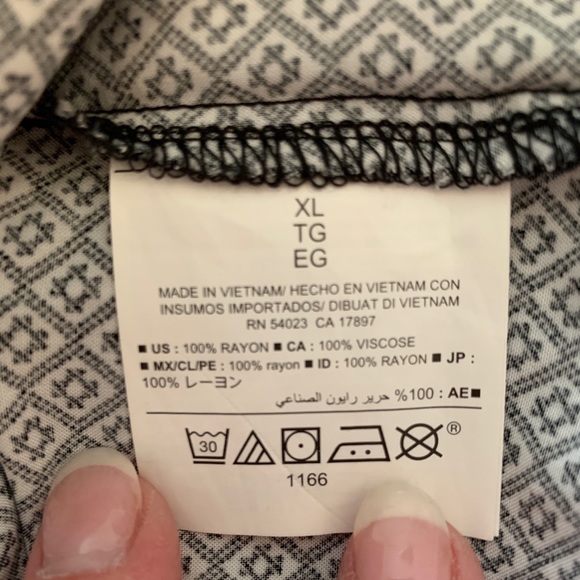 XL
TG
EG
MADE IN VIETNAM/ HECHO EN VIETNAM CON
INSUMOS IMPORTADOS/ DIBUAT DI VIETNAM
RN 54023 CA 17897
■ US : 100% RAYON ■ CA : 100% VISCOSE
■ MX/CL/PE : 100% rayon ■ ID : 100% RAYON ■ JP :
100% レーヨン
■AE : 100% حرير رايون الصناعي
30 ®
1166